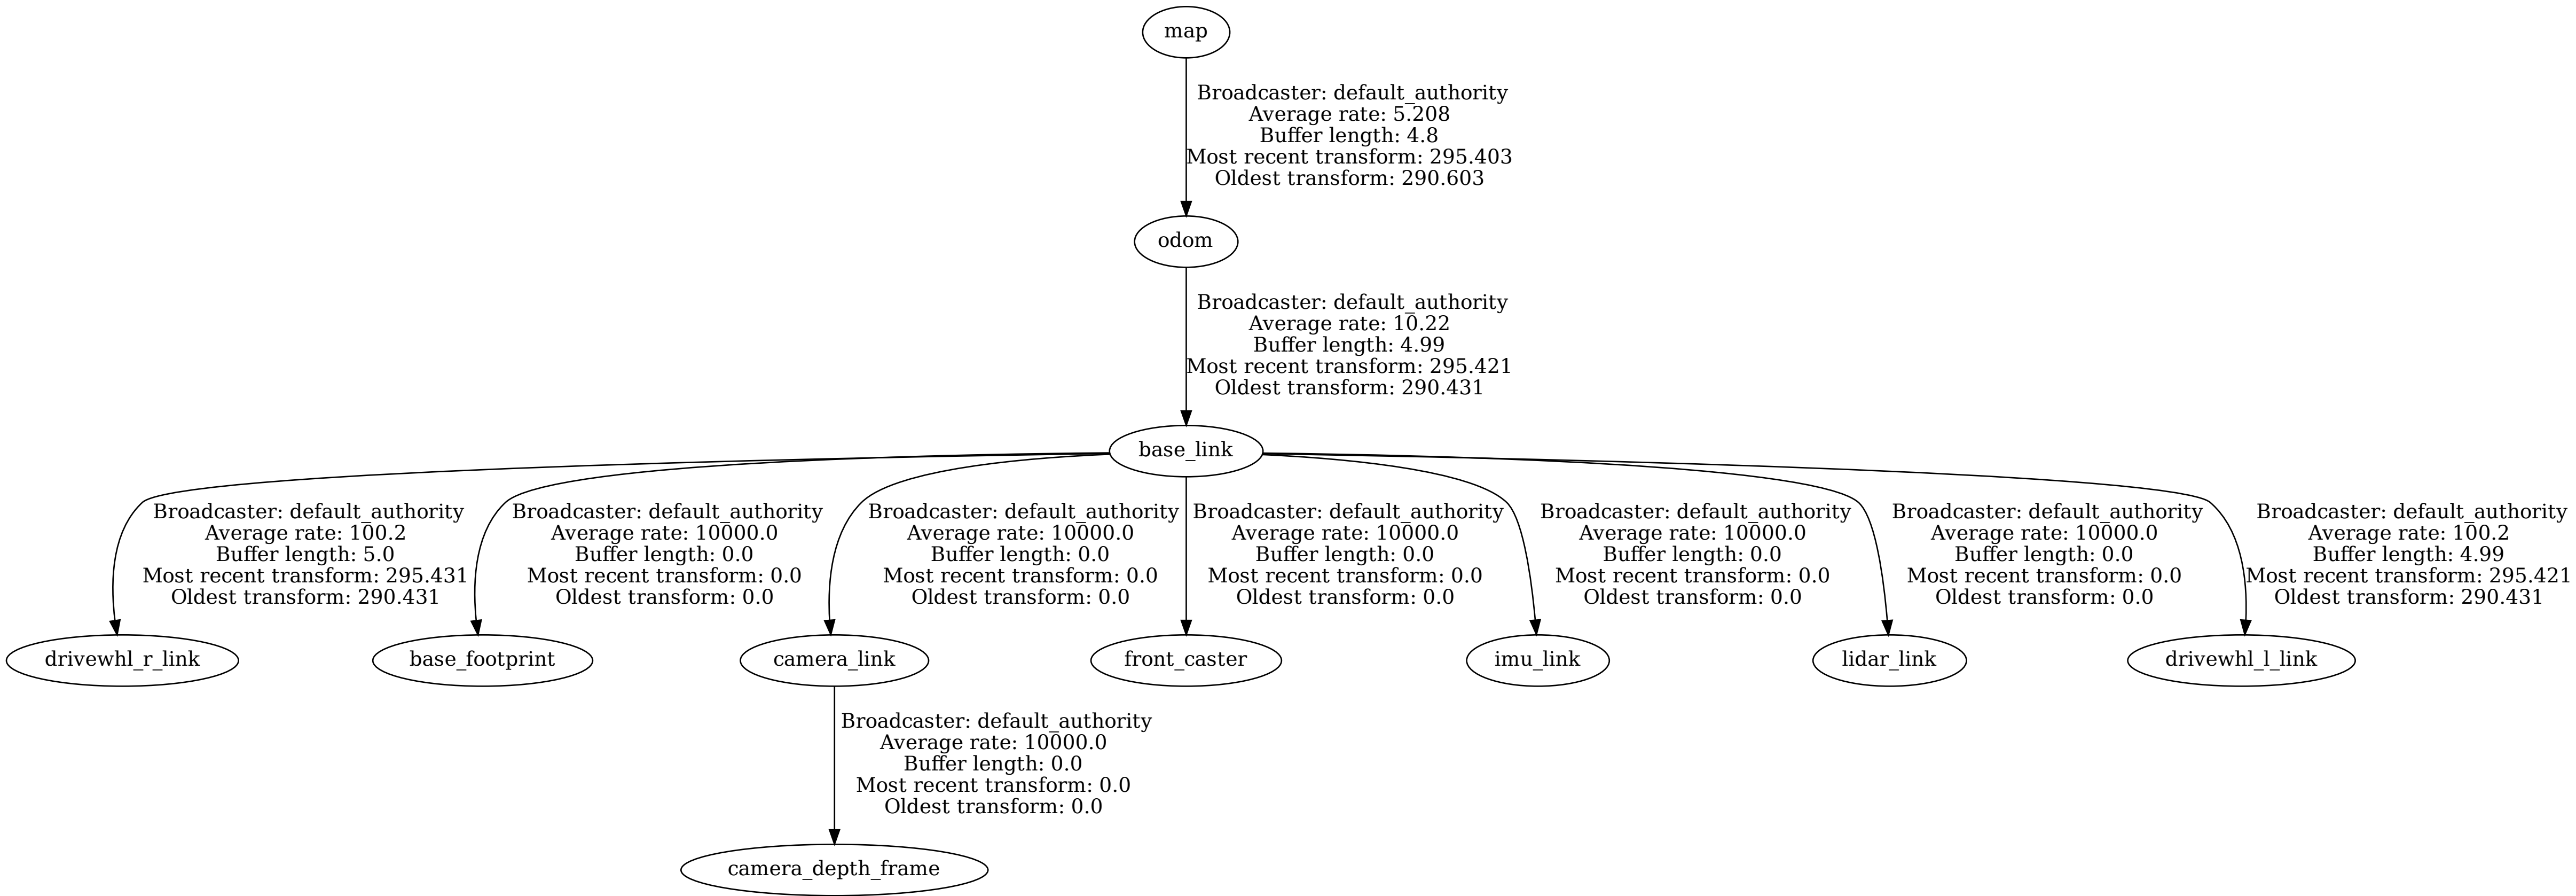 map
Broadcaster: default_authority
Average rate: 5.208
Buffer length: 4.8
Most recent transform: 295.403
Oldest transform: 290.603
odom
Broadcaster: default_authority
Average rate: 10.22
Buffer length: 4.99
Most recent transform: 295.421
Oldest transform: 290.431
base_link
Broadcaster: default_authority
Average rate: 100.2
Buffer length: 5.0
Most recent transform: 295.431
Oldest transform: 290.431
Broadcaster: default_authority
Average rate: 10000.0
Buffer length: 0.0
Most recent transform: 0.0
Oldest transform: 0.0
Broadcaster: default_authority
Average rate: 10000.0
Buffer length: 0.0
Most recent transform: 0.0
Oldest transform: 0.0
Broadcaster: default_authority
Average rate: 10000.0
Buffer length: 0.0
Most recent transform: 0.0
Oldest transform: 0.0
Broadcaster: default_authority
Average rate: 10000.0
Buffer length: 0.0
Most recent transform: 0.0
Oldest transform: 0.0
Broadcaster: default_authority
Average rate: 10000.0
Buffer length: 0.0
Most recent transform: 0.0
Oldest transform: 0.0
Broadcaster: default_authority
Average rate: 100.2
Buffer length: 4.99
Most recent transform: 295.421
Oldest transform: 290.431
drivewhl_r_link
base_footprint
camera_link
front_caster
imu_link
lidar_link
drivewhl_l_link
Broadcaster: default_authority
Average rate: 10000.0
Buffer length: 0.0
Most recent transform: 0.0
Oldest transform: 0.0
camera_depth_frame